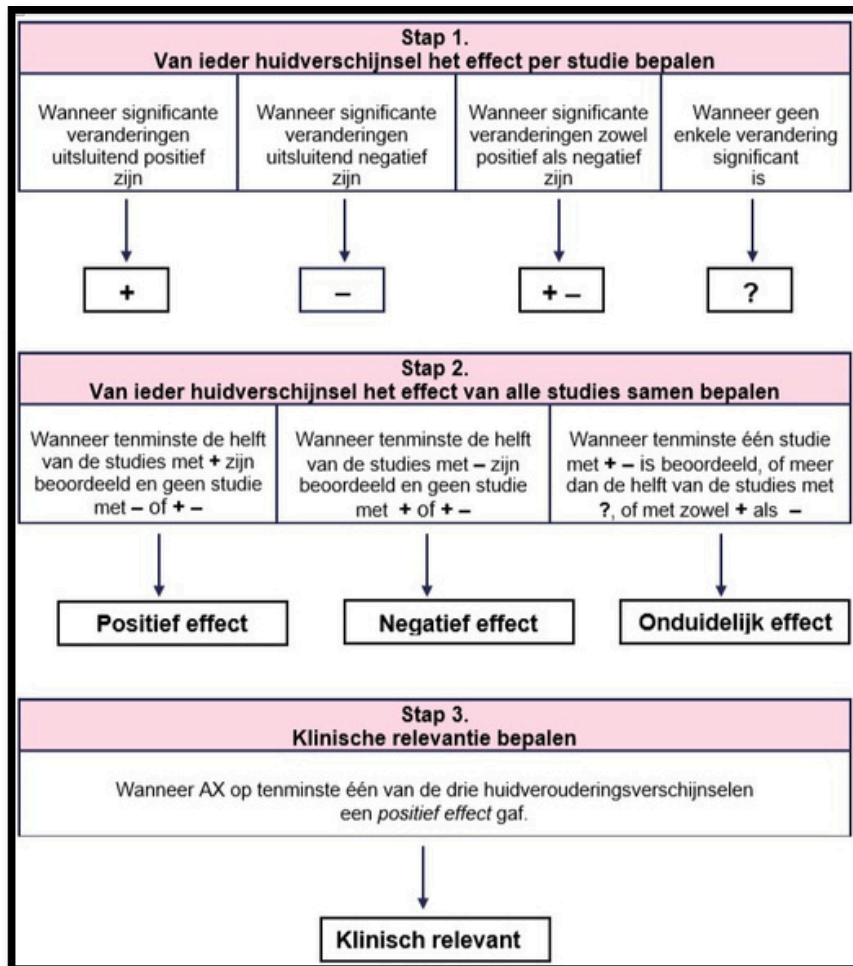 Stap 1.
Van ieder huidverschijnsel het effect per studie bepalen
Wanneer significante
veranderingen
uitsluitend positief
zijn
Wanneer significante
veranderingen
uitsluitend negatief
zijn
Wanneer significante
veranderingen zowel
positief als negatief
zijn
Wanneer geen
enkele verandering
significant
is
+
–
+ –
?
Stap 2.
Van ieder huidverschijnsel het effect van alle studies samen bepalen
Wanneer tenminste de helft
van de studies met + zijn
beoordeeld en geen studie
met – of + –
Wanneer tenminste de helft
van de studies met – zijn
beoordeeld en geen studie
met + of + –
Wanneer tenminste één studie
met + – is beoordeeld, of meer
dan de helft van de studies met
?, of met zowel + als –
Positief effect
Negatief effect
Onduidelijk effect
Stap 3.
Klinische relevantie bepalen
Wanneer AX op tenminste één van de drie huidverouderingsverschijnselen
een positief effect gaf.
Klinisch relevant